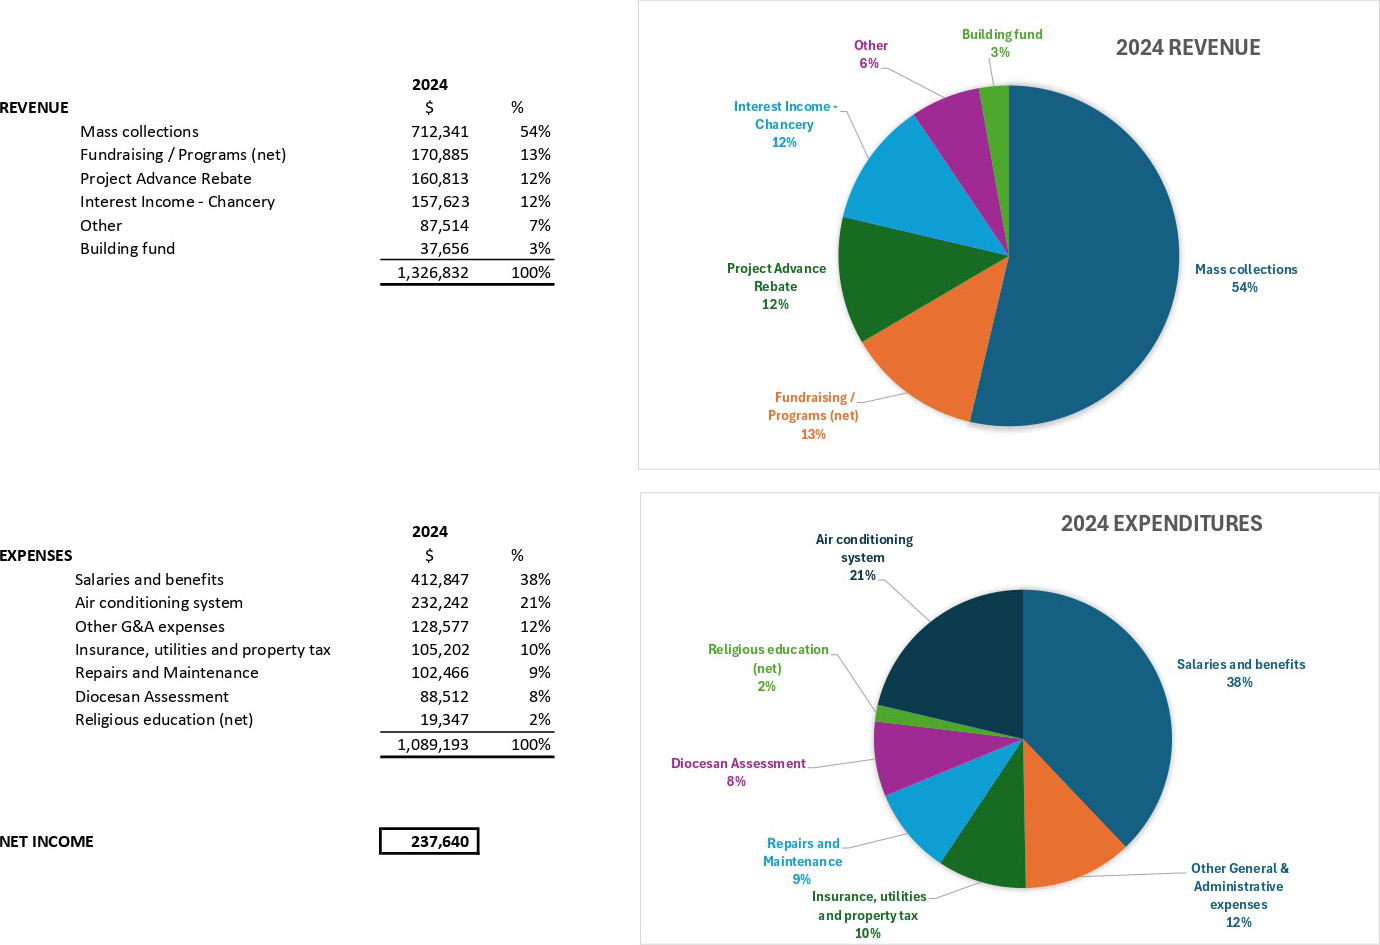 2024
REVENUE $ %
Mass collections 712,341 54%
Fundraising / Programs (net) 170,885 13%
Project Advance Rebate 160,813 12%
Interest Income - Chancery 157,623 12%
Other 87,514 7%
Building fund 37,656 3%
1,326,832 100%
2024 REVENUE
Building fund
3%
Other
6%
Interest Income -
Chancery
12%
Project Advance
Rebate
12%
Fundraising /
Programs (net)
13%
Mass collections
54%
2024
EXPENSES $ %
Salaries and benefits 412,847 38%
Air conditioning system 232,242 21%
Other G&A expenses 128,577 12%
Insurance, utilities and property tax 105,202 10%
Repairs and Maintenance 102,466 9%
Diocesan Assessment 88,512 8%
Religious education (net) 19,347 2%
1,089,193 100%
NET INCOME 237,640
2024 EXPENDITURES
Air conditioning
system
21%
Religious education
(net)
2%
Diocesan Assessment
8%
Repairs and
Maintenance
9%
Insurance, utilities
and property tax
10%
Salaries and benefits
38%
Other General &
Administrative
expenses
12%